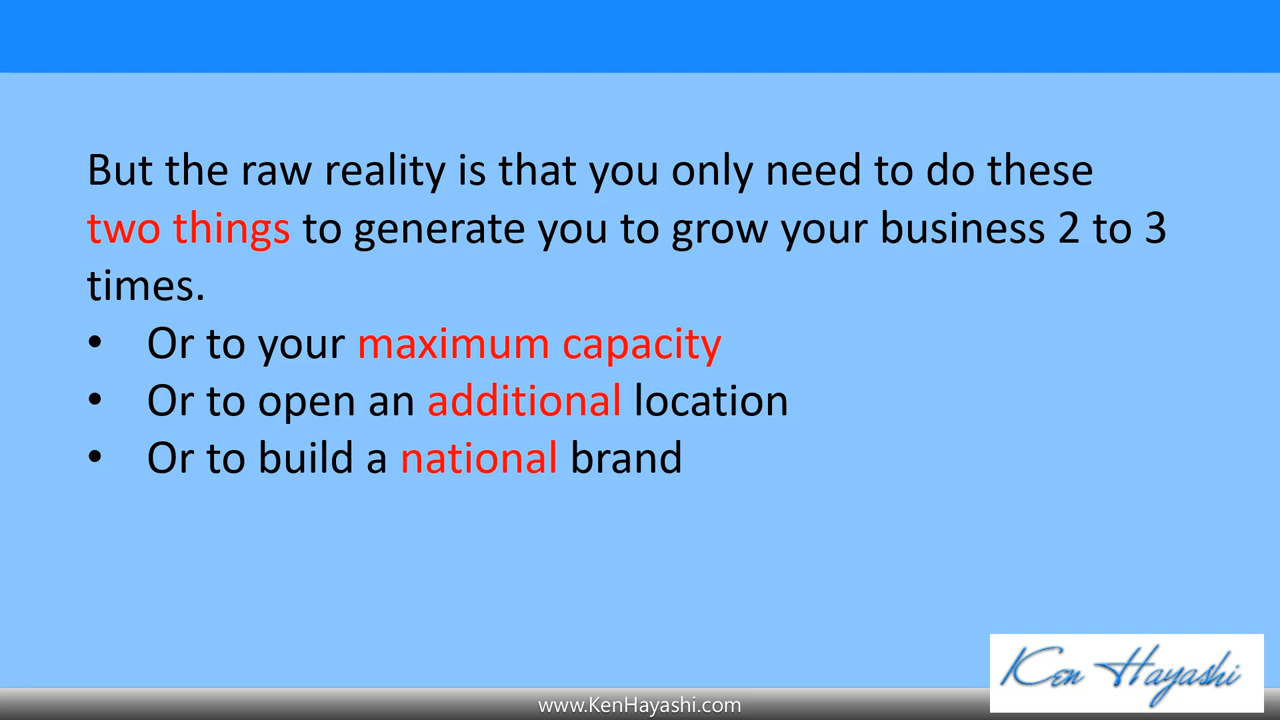 But the raw reality is that you only need to do these
two things to generate you to grow your business 2 to 3
times.
• Or to your maximum capacity
• Or to open an additional location
• Or to build a national brand
Ken Hayashi
www.KenHayashi.com